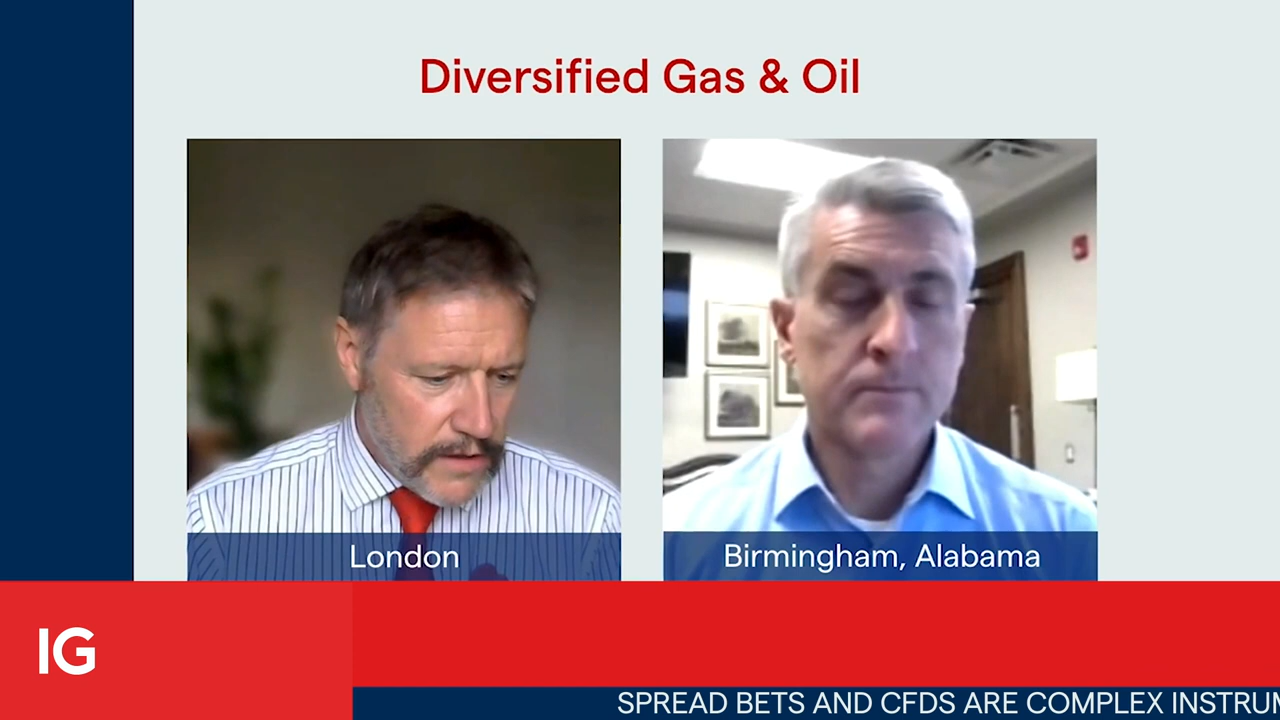 Diversified Gas & Oil
London
Birmingham, Alabama
IG
SPREAD BETS AND CFDS ARE COMPLEX INSTRUM